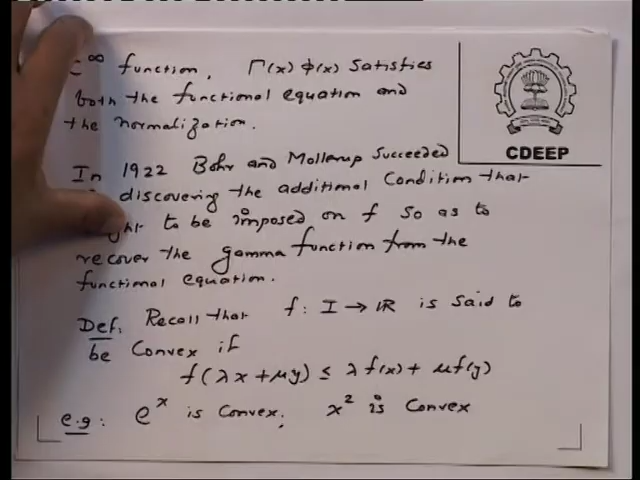 C^∞ function, Γ(x) φ(x) Satisfies
both the functional equation and
the normalization.
In 1922 Bohr and Mollerup Succeeded
discovering the additional Condition that
to be imposed on f so as to
recover the gamma function from the
functional equation.
Def: Recall that f: I → IR is said to
be Convex if
f(λx + μy) ≤ λ f(x) + μ f(y)
e.g: e^x is Convex; x^2 is Convex
CDEEP